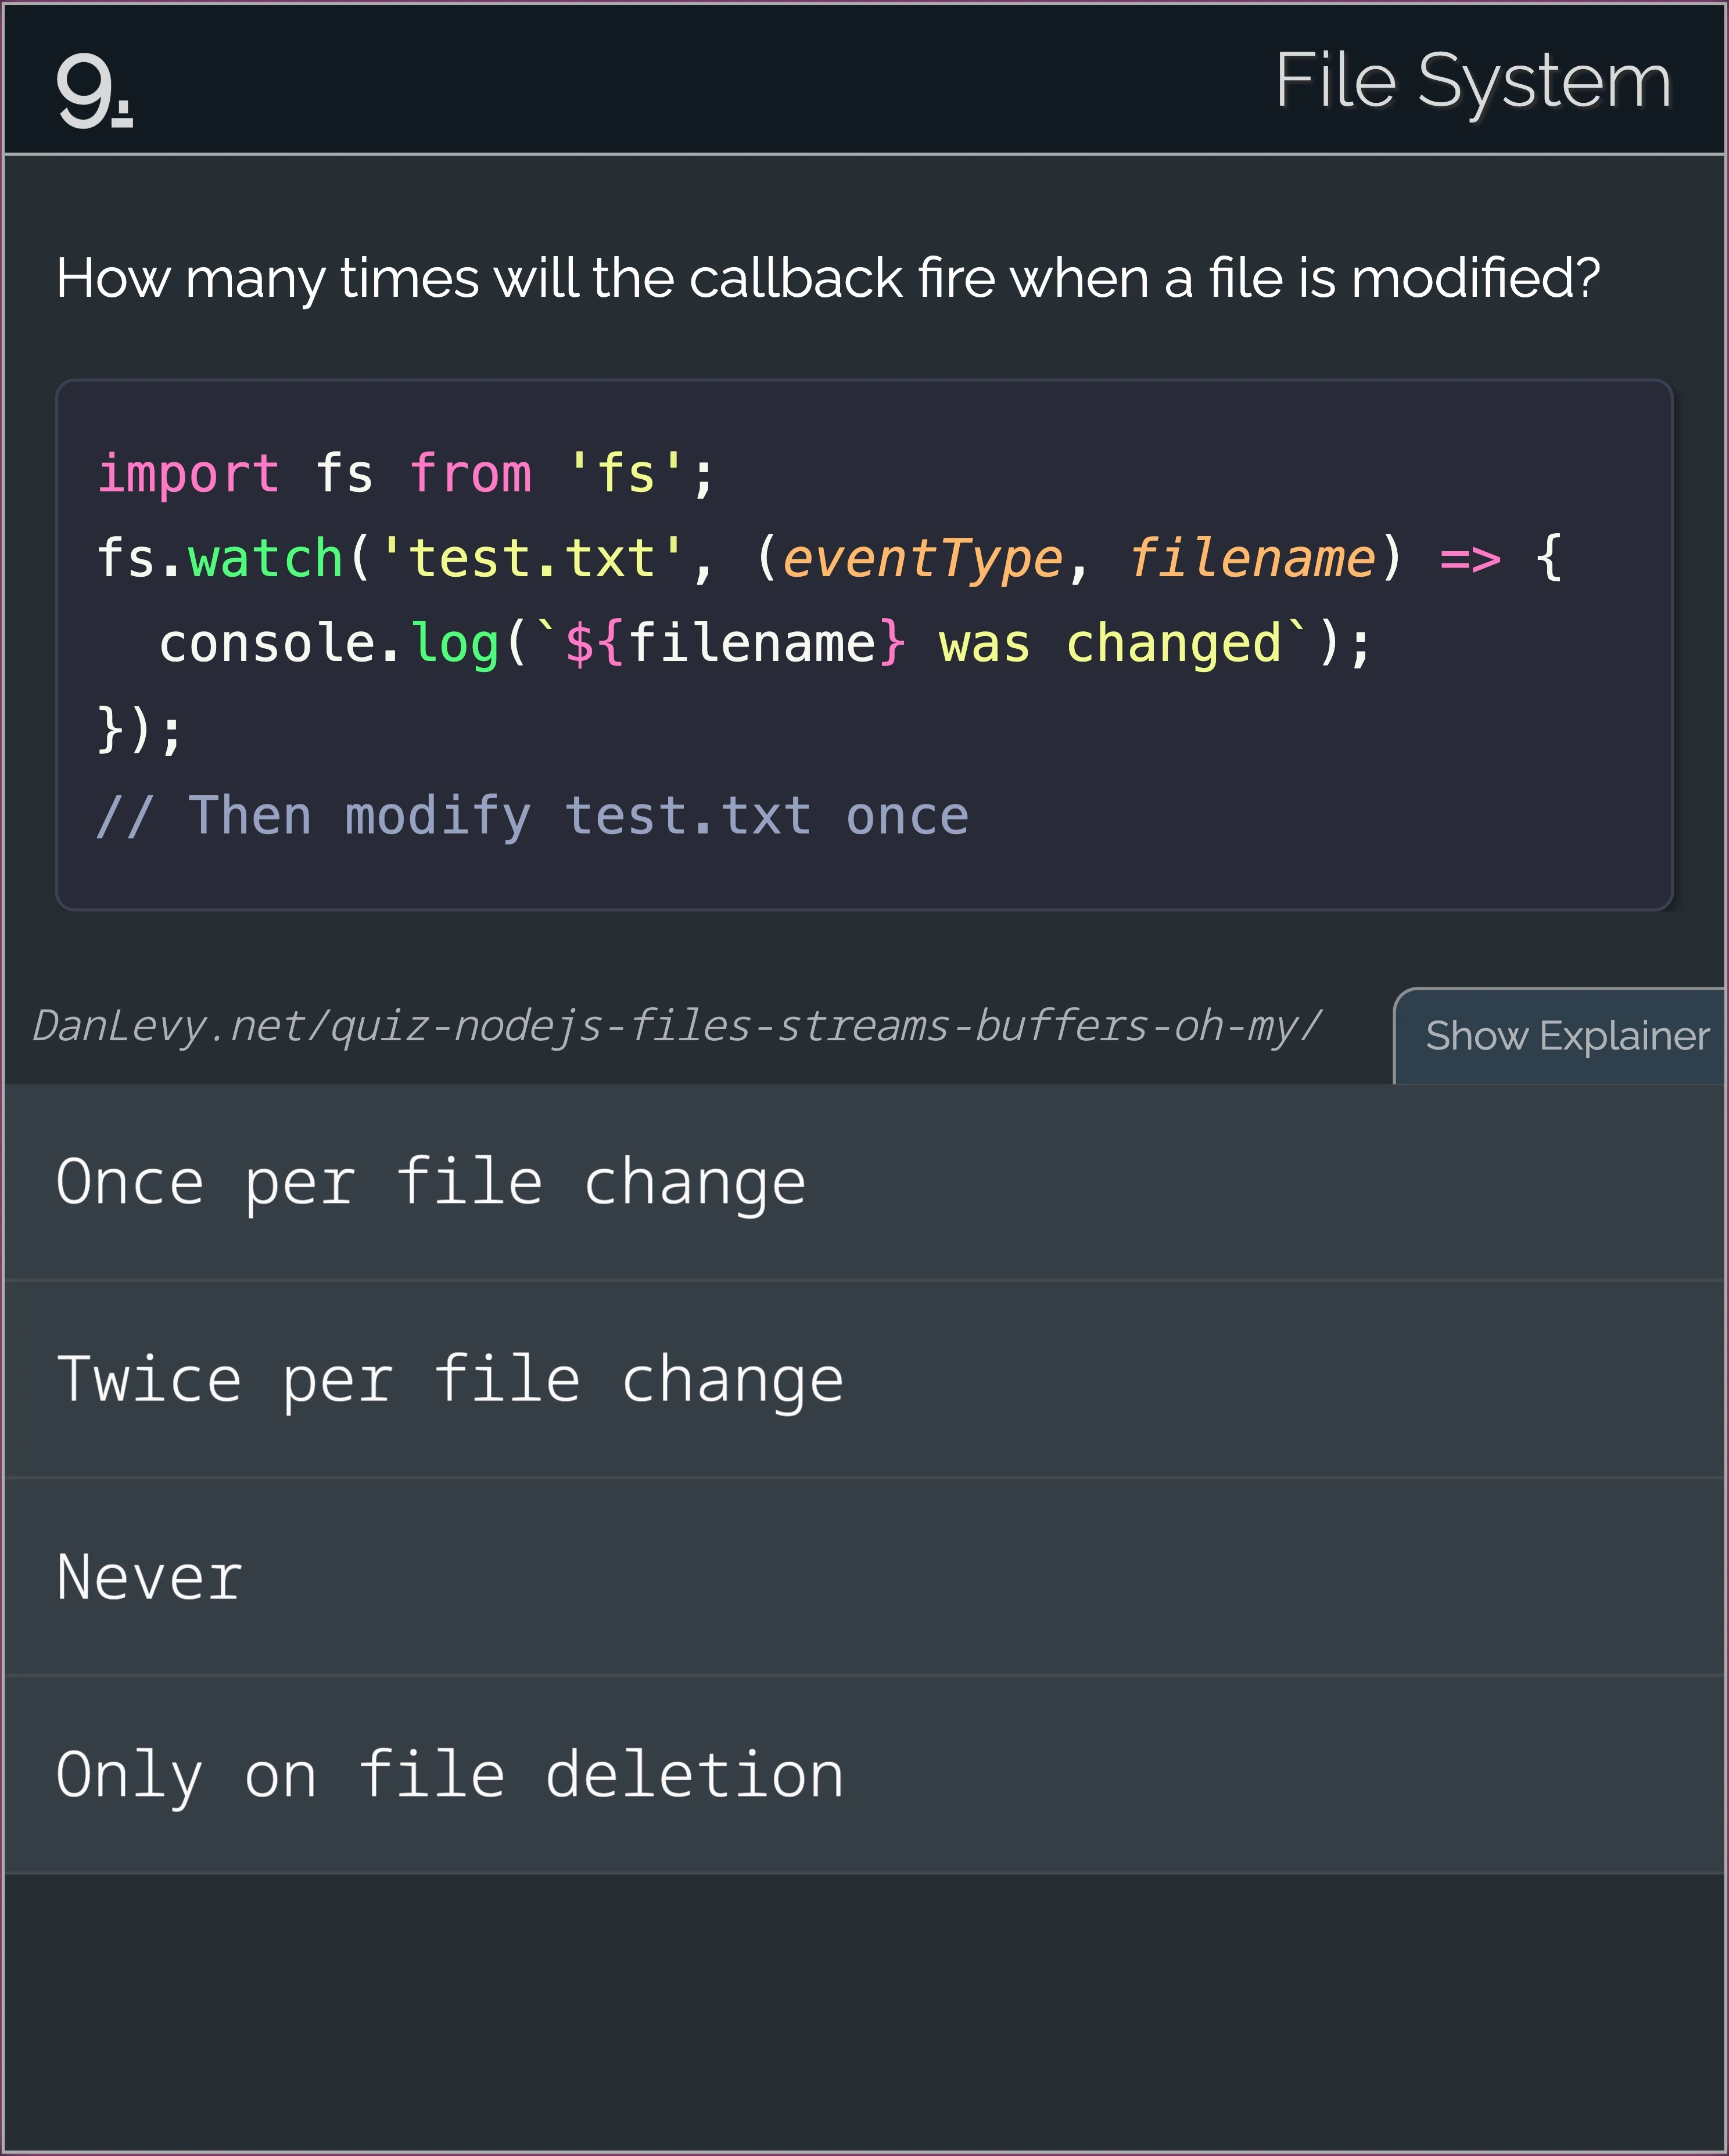 9.
File System
How many times will the callback fire when a file is modified?
import fs from 'fs';
fs.watch('test.txt', (eventType, filename) => {
  console.log(`${filename} was changed`);
});
// Then modify test.txt once
DanLevy.net/quiz-nodejs-files-streams-buffers-oh-my/
Show Explainer
Once per file change
Twice per file change
Never
Only on file deletion